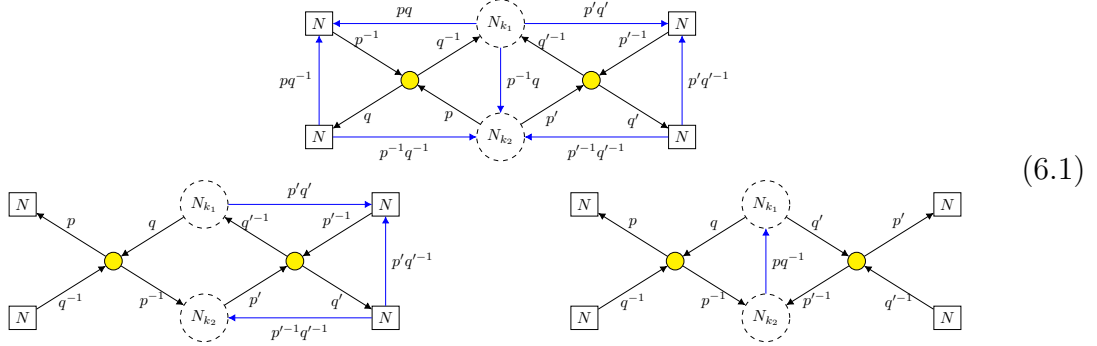 pq p'q'
N N_{k_1} N
p^{-1} q^{-1} q'^{-1} p'^{-1}
pq^{-1} p^{-1}q p'q'^{-1}
q p p' q'
N N_{k_2} N
p^{-1}q^{-1} p'^{-1}q'^{-1}
(6.1)
p'q'
N N_{k_1} N
p q q'^{-1} p'^{-1}
p'q'^{-1}
q^{-1} p^{-1} p' q'
N N_{k_2} N
p'^{-1}q'^{-1}
N N_{k_1} N
p q q' p'
pq^{-1}
q^{-1} p^{-1} p'^{-1} q'^{-1}
N N_{k_2} N